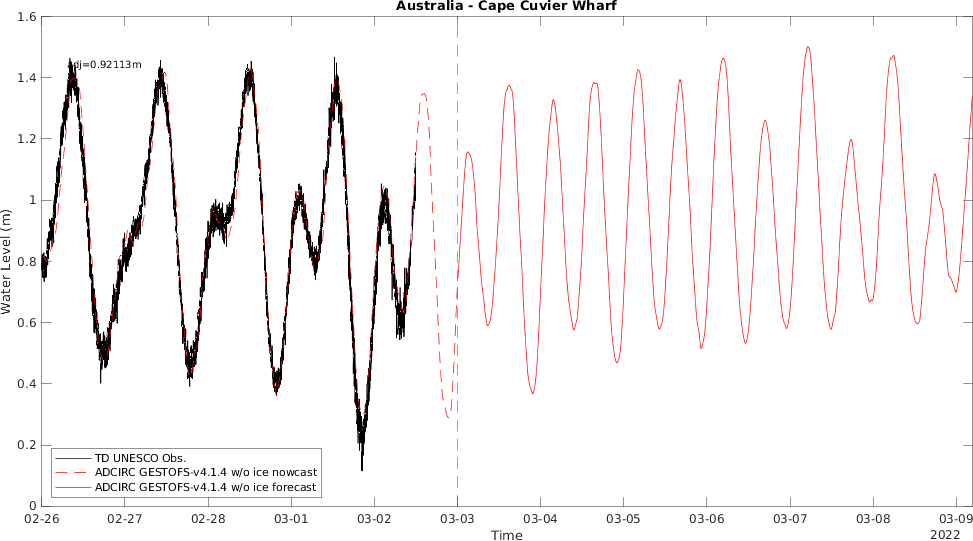 Australia - Cape Cuvier Wharf
1.6
1.4
1.2
1
0.8
0.6
0.4
0.2
0
Water Level (m)
dj=0.92113m
TD UNESCO Obs.
ADCIRC GESTOFS-v4.1.4 w/o ice nowcast
ADCIRC GESTOFS-v4.1.4 w/o ice forecast
02-26 02-27 02-28 03-01 03-02 03-03 03-04 03-05 03-06 03-07 03-08 03-09
Time
2022